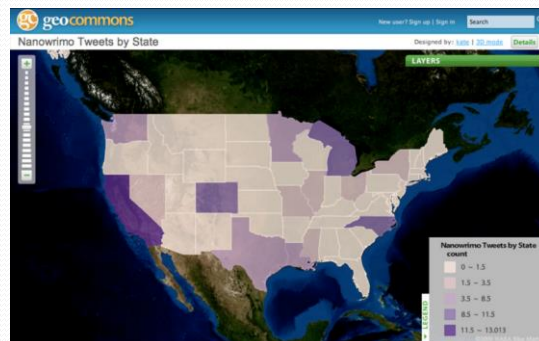 geocommons
New user? Sign up | Sign in
Search
Nanowrimo Tweets by State
Designed by: kate | 3D mode
Details
LAYERS
Nanowrimo Tweets by State
count
0 ~ 1.5
1.5 ~ 3.5
3.5 ~ 8.5
8.5 ~ 11.5
11.5 ~ 13.013
LEGEND